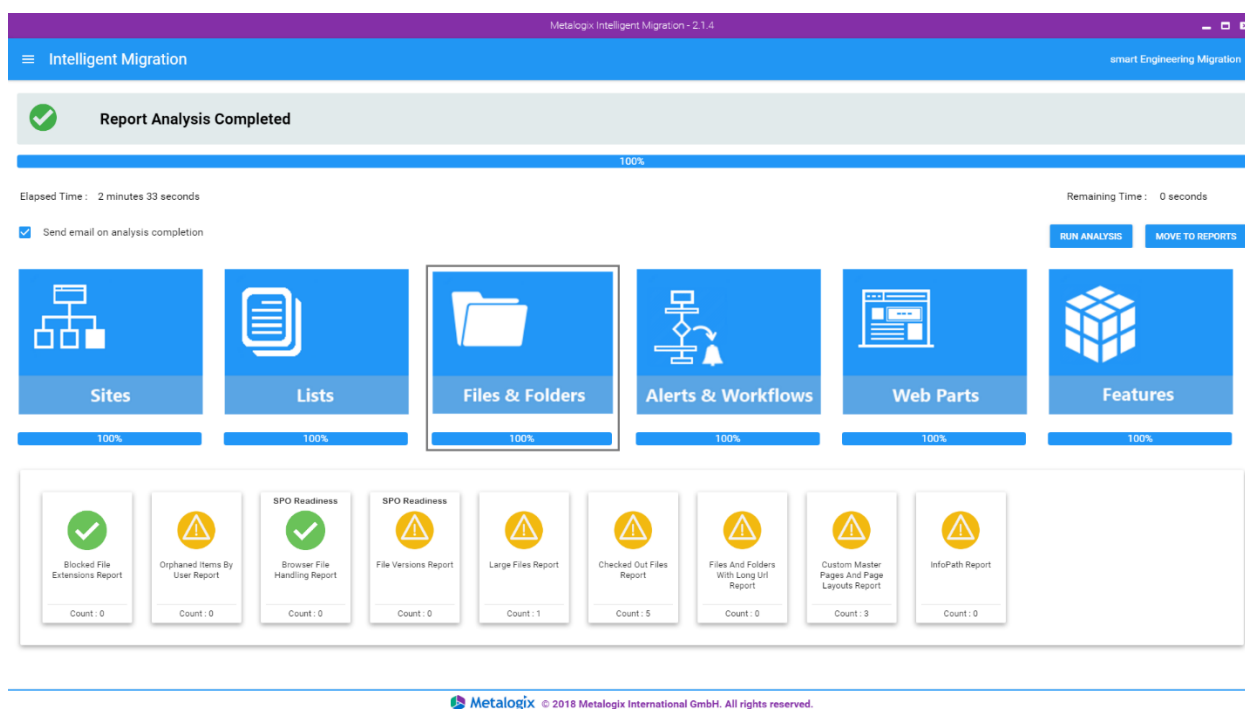 Metalogix Intelligent Migration - 2.1.4
Intelligent Migration
smart Engineering Migration
Report Analysis Completed
100%
Elapsed Time : 2 minutes 33 seconds
Remaining Time : 0 seconds
Send email on analysis completion
RUN ANALYSIS
MOVE TO REPORTS
Sites
Lists
Files & Folders
Alerts & Workflows
Web Parts
Features
100%
100%
100%
100%
100%
100%
Blocked File
Extensions Report
Count : 0
Orphaned Items By
User Report
Count : 0
SPO Readiness
Browser File
Handling Report
Count : 0
SPO Readiness
File Versions Report
Count : 0
Large Files Report
Count : 1
Checked Out Files
Report
Count : 5
Files And Folders
With Long Url
Report
Count : 0
Custom Master
Pages And Page
Layouts Report
Count : 3
InfoPath Report
Count : 0
Metalogix © 2018 Metalogix International GmbH. All rights reserved.